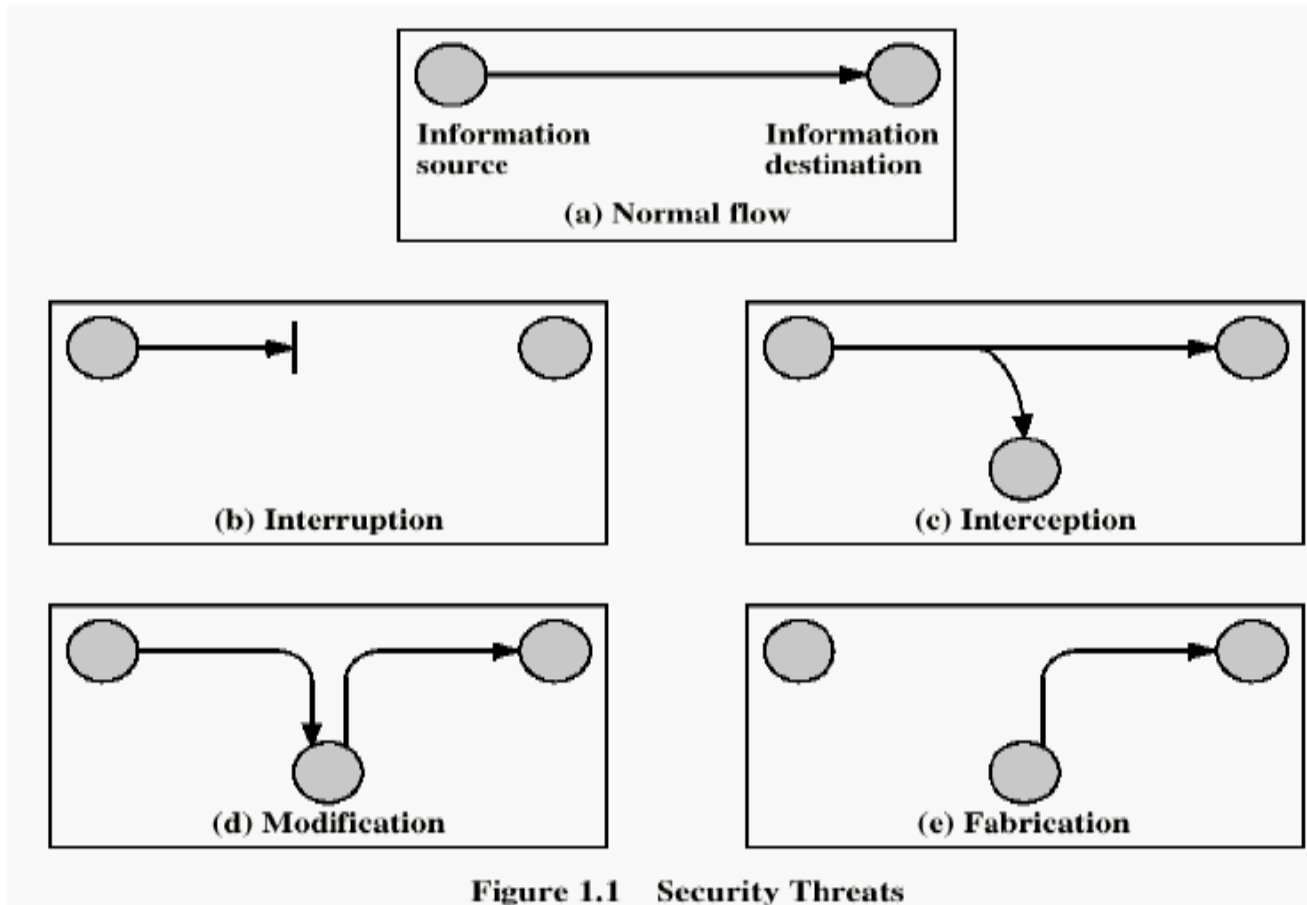 Information
source
Information
destination
(a) Normal flow
(b) Interruption
(c) Interception
(d) Modification
(e) Fabrication
Figure 1.1 Security Threats